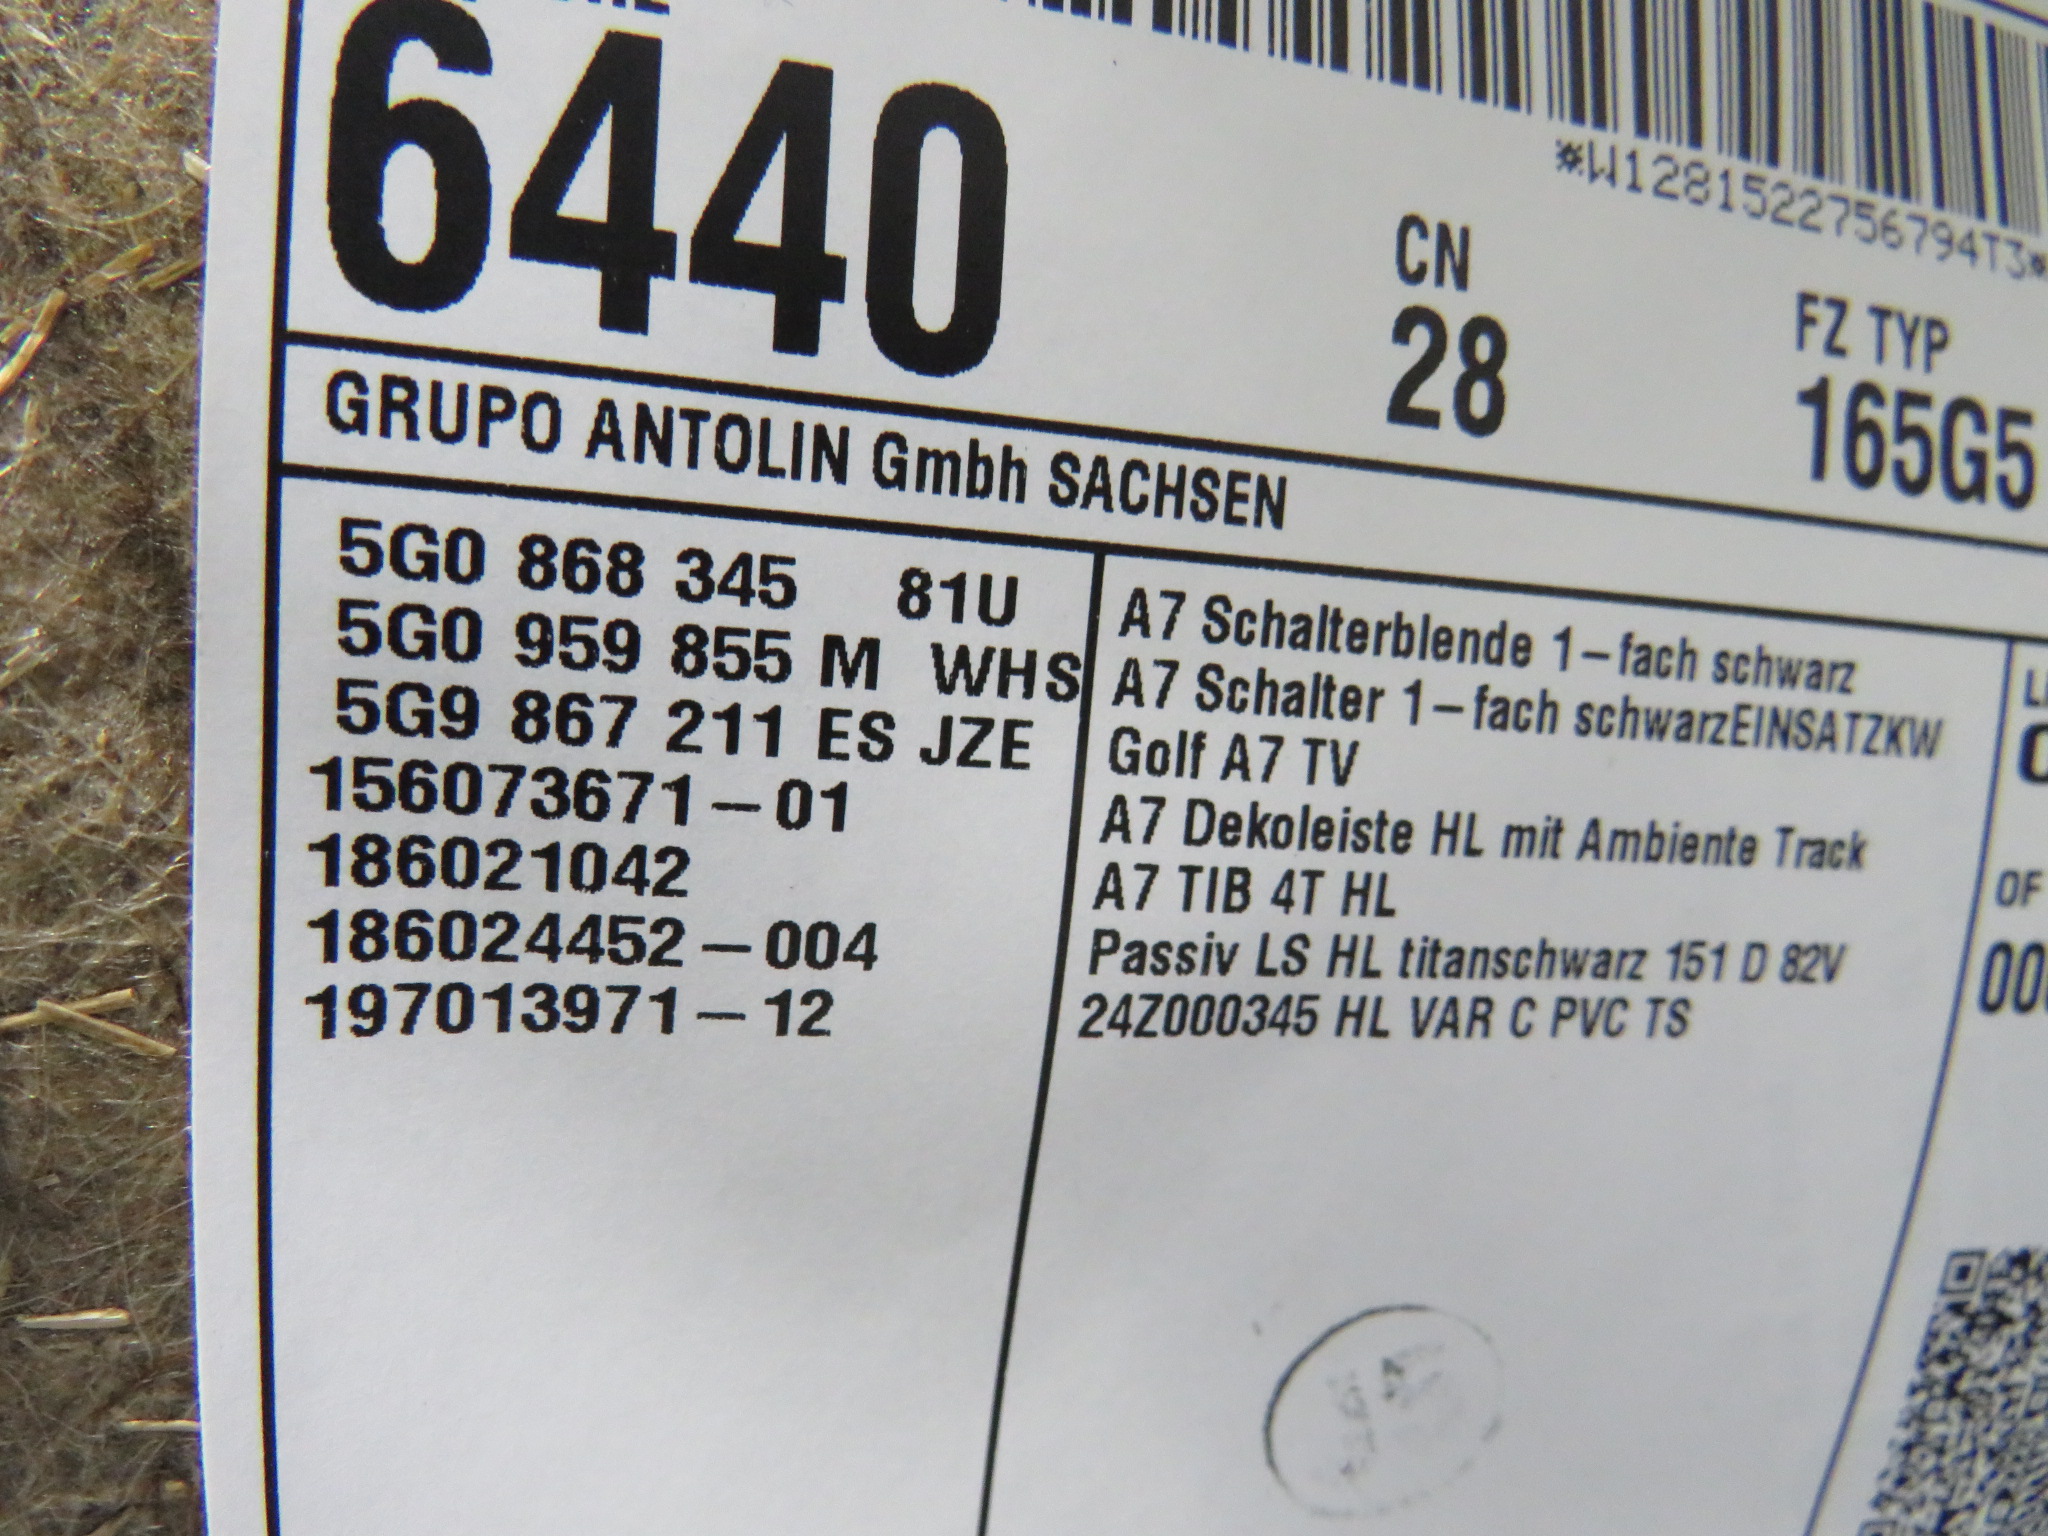 6440
*W1281522756794T3*
CN
28
FZ TYP
165G5
GRUPO ANTOLIN Gmbh SACHSEN
5G0 868 345 81U
5G0 959 855 M WHS
5G9 867 211 ES JZE
156073671-01
186021042
186024452-004
197013971-12
A7 Schalterblende 1-fach schwarz
A7 Schalter 1-fach schwarzEINSATZKW
Golf A7 TV
A7 Dekoleiste HL mit Ambiente Track
A7 TIB 4T HL
Passiv LS HL titanschwarz 151 D 82V
24Z000345 HL VAR C PVC TS
OF